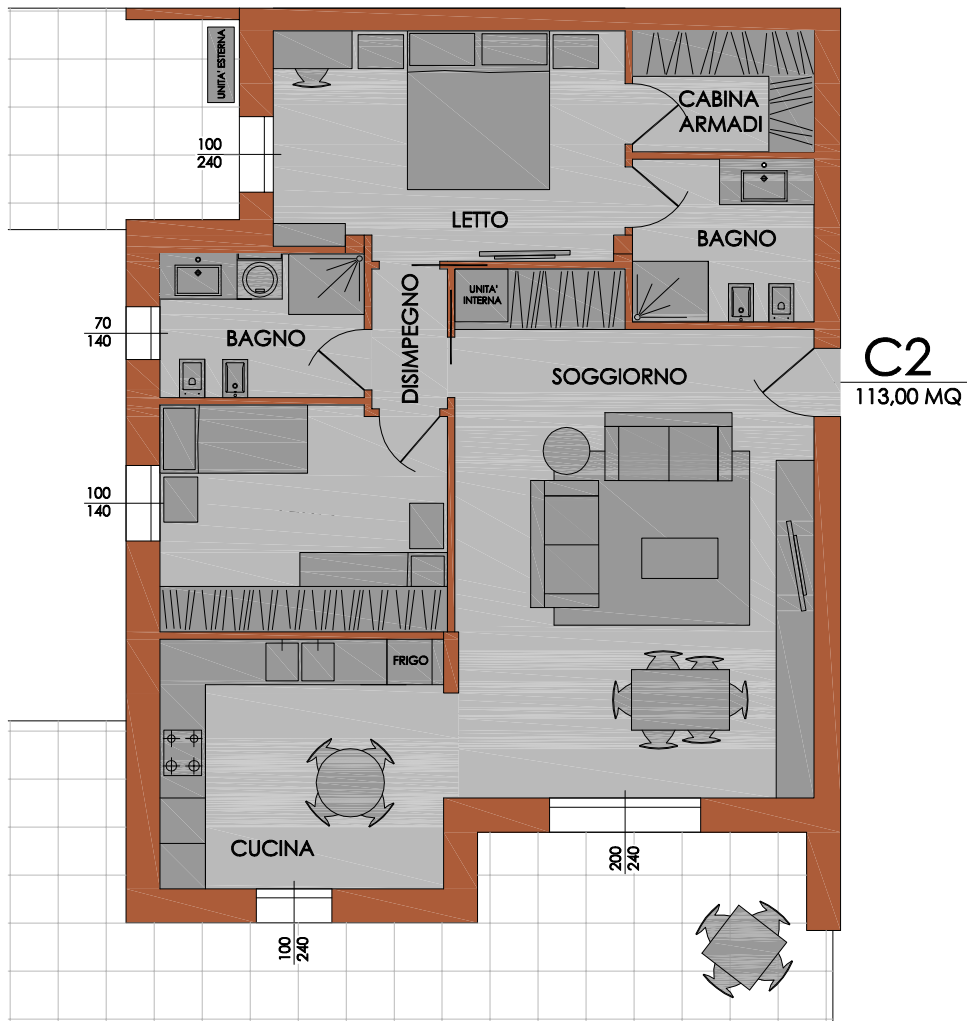 UNITA' ESTERNA
CABINA
ARMADI
100
240
LETTO
BAGNO
UNITA'
INTERNA
DISIMPEGNO
70
140
BAGNO
SOGGIORNO
C2
113,00 MQ
100
140
FRIGO
CUCINA
200
240
100
240